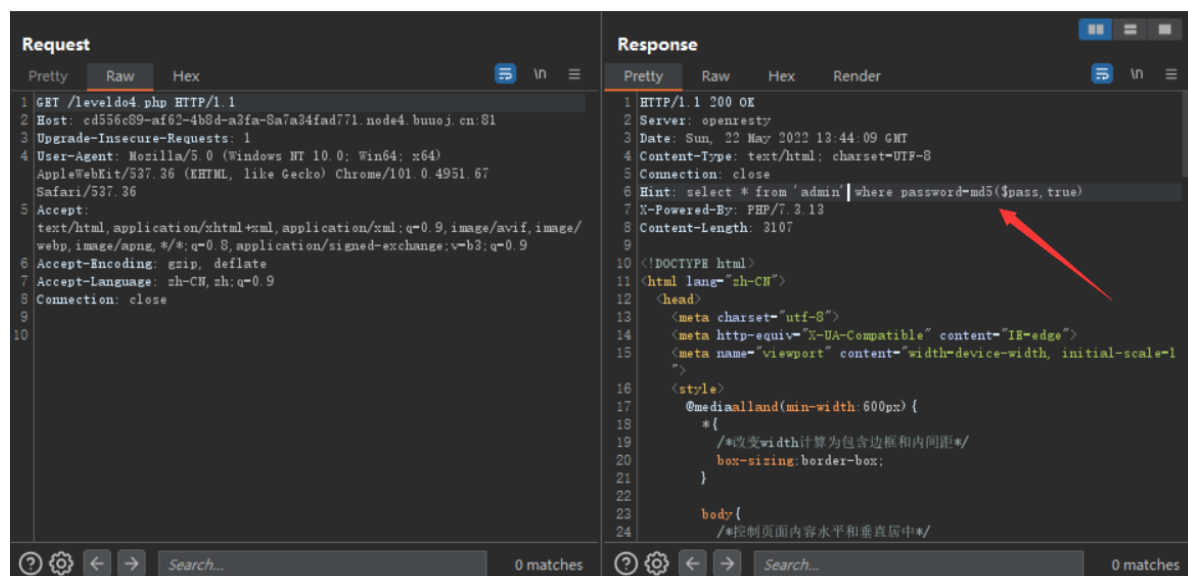 Request
Pretty Raw Hex \n
1 GET /leveldo4.php HTTP/1.1
2 Host: cd556c89-af62-4b8d-a3fa-8a7a34fad771.node4.buuoj.cn:81
3 Upgrade-Insecure-Requests: 1
4 User-Agent: Mozilla/5.0 (Windows NT 10.0; Win64; x64)
AppleWebKit/537.36 (KHTML, like Gecko) Chrome/101.0.4951.67
Safari/537.36
5 Accept:
text/html,application/xhtml+xml,application/xml;q=0.9,image/avif,image/
webp,image/apng,*/*;q=0.8,application/signed-exchange;v=b3;q=0.9
6 Accept-Encoding: gzip, deflate
7 Accept-Language: zh-CN,zh;q=0.9
8 Connection: close
9
10
Search...
0 matches
Response
Pretty Raw Hex Render \n
1 HTTP/1.1 200 OK
2 Server: openresty
3 Date: Sun, 22 May 2022 13:44:09 GMT
4 Content-Type: text/html; charset=UTF-8
5 Connection: close
6 Hint: select * from 'admin' where password=md5($pass,true)
7 X-Powered-By: PHP/7.3.13
8 Content-Length: 3107
9
10 <!DOCTYPE html>
11 <html lang="zh-CN">
12 <head>
13 <meta charset="utf-8">
14 <meta http-equiv="X-UA-Compatible" content="IE=edge">
15 <meta name="viewport" content="width=device-width, initial-scale=1
">
16 <style>
17 @mediaalland(min-width:600px){
18 *{
19 /*改变width计算为包含边框和内间距*/
20 box-sizing:border-box;
21 }
22
23 body{
24 /*控制页面内容水平和垂直居中*/
Search...
0 matches